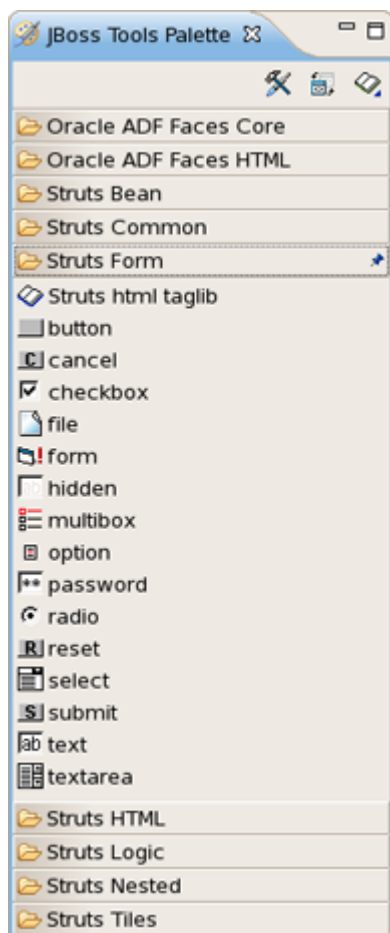 JBoss Tools Palette
Oracle ADF Faces Core
Oracle ADF Faces HTML
Struts Bean
Struts Common
Struts Form
Struts html taglib
button
C cancel
checkbox
file
form
hidden
multibox
option
password
radio
R reset
select
S submit
ab text
textarea
Struts HTML
Struts Logic
Struts Nested
Struts Tiles